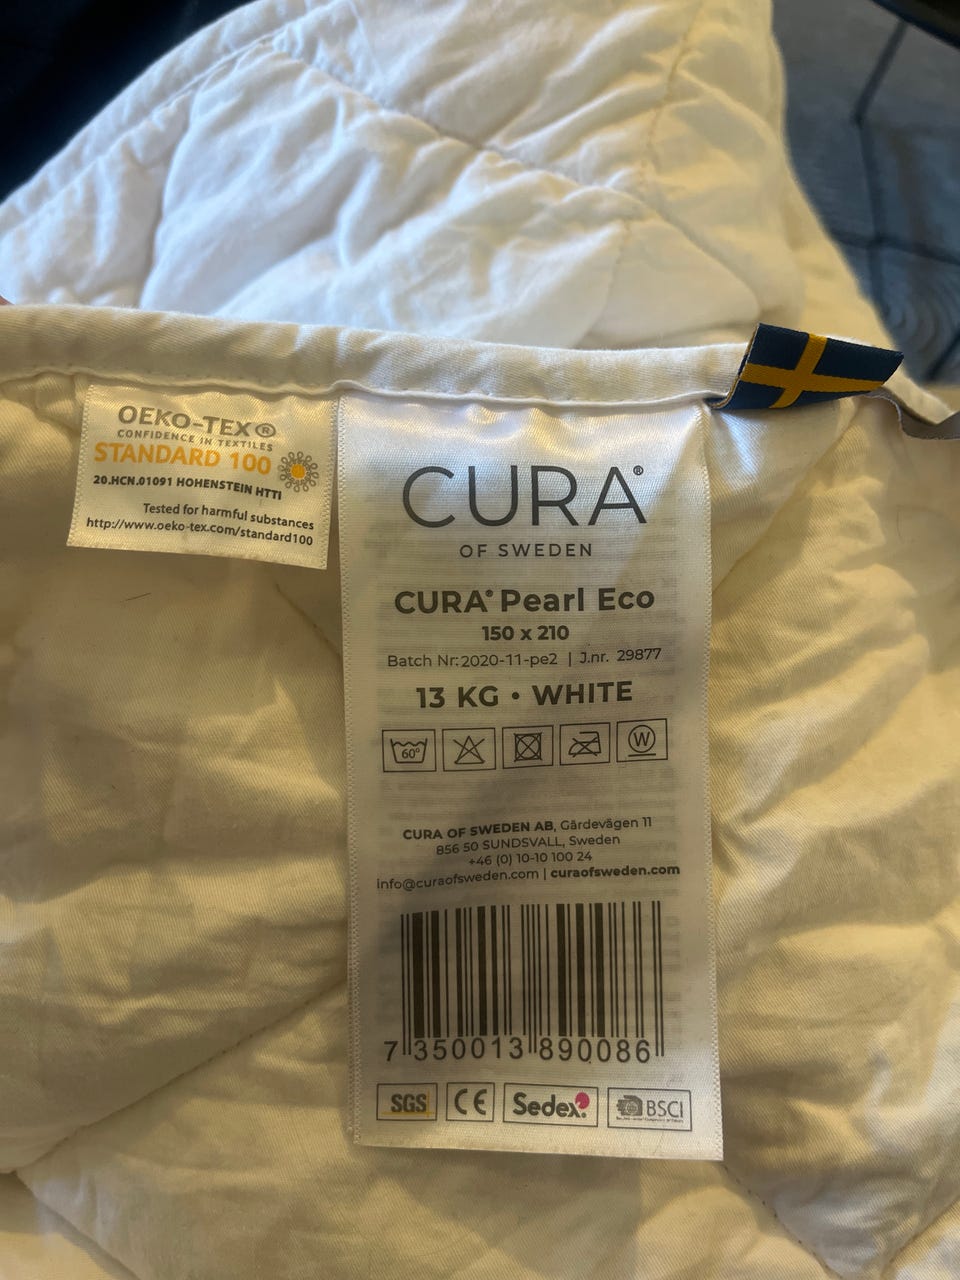 OEKO-TEX®
CONFIDENCE IN TEXTILES
STANDARD 100
20.HCN.01091 HOHENSTEIN HTTI
Tested for harmful substances
http://www.oeko-tex.com/standard100
CURA®
OF SWEDEN
CURA® Pearl Eco
150 x 210
Batch Nr:2020-11-pe2 | J.nr. 29877
13 KG • WHITE
60°
W
CURA OF SWEDEN AB, Gärdevägen 11
856 50 SUNDSVALL, Sweden
+46 (0) 10-10 100 24
info@curaofsweden.com | curaofsweden.com
7 350013 890086
SGS CE Sedex BSCI